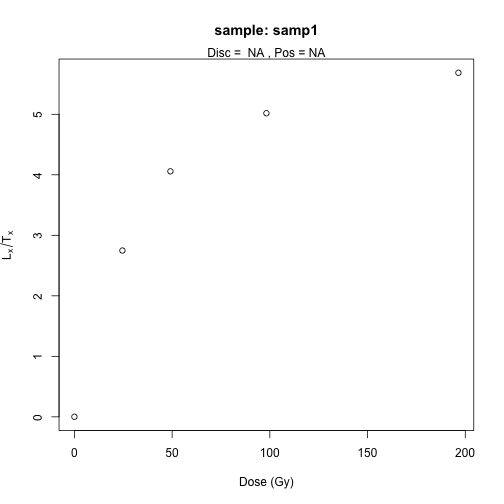 sample: samp1
Disc =  NA , Pos = NA
Lx/Tx
5
4
3
2
1
0
0 50 100 150 200
Dose (Gy)